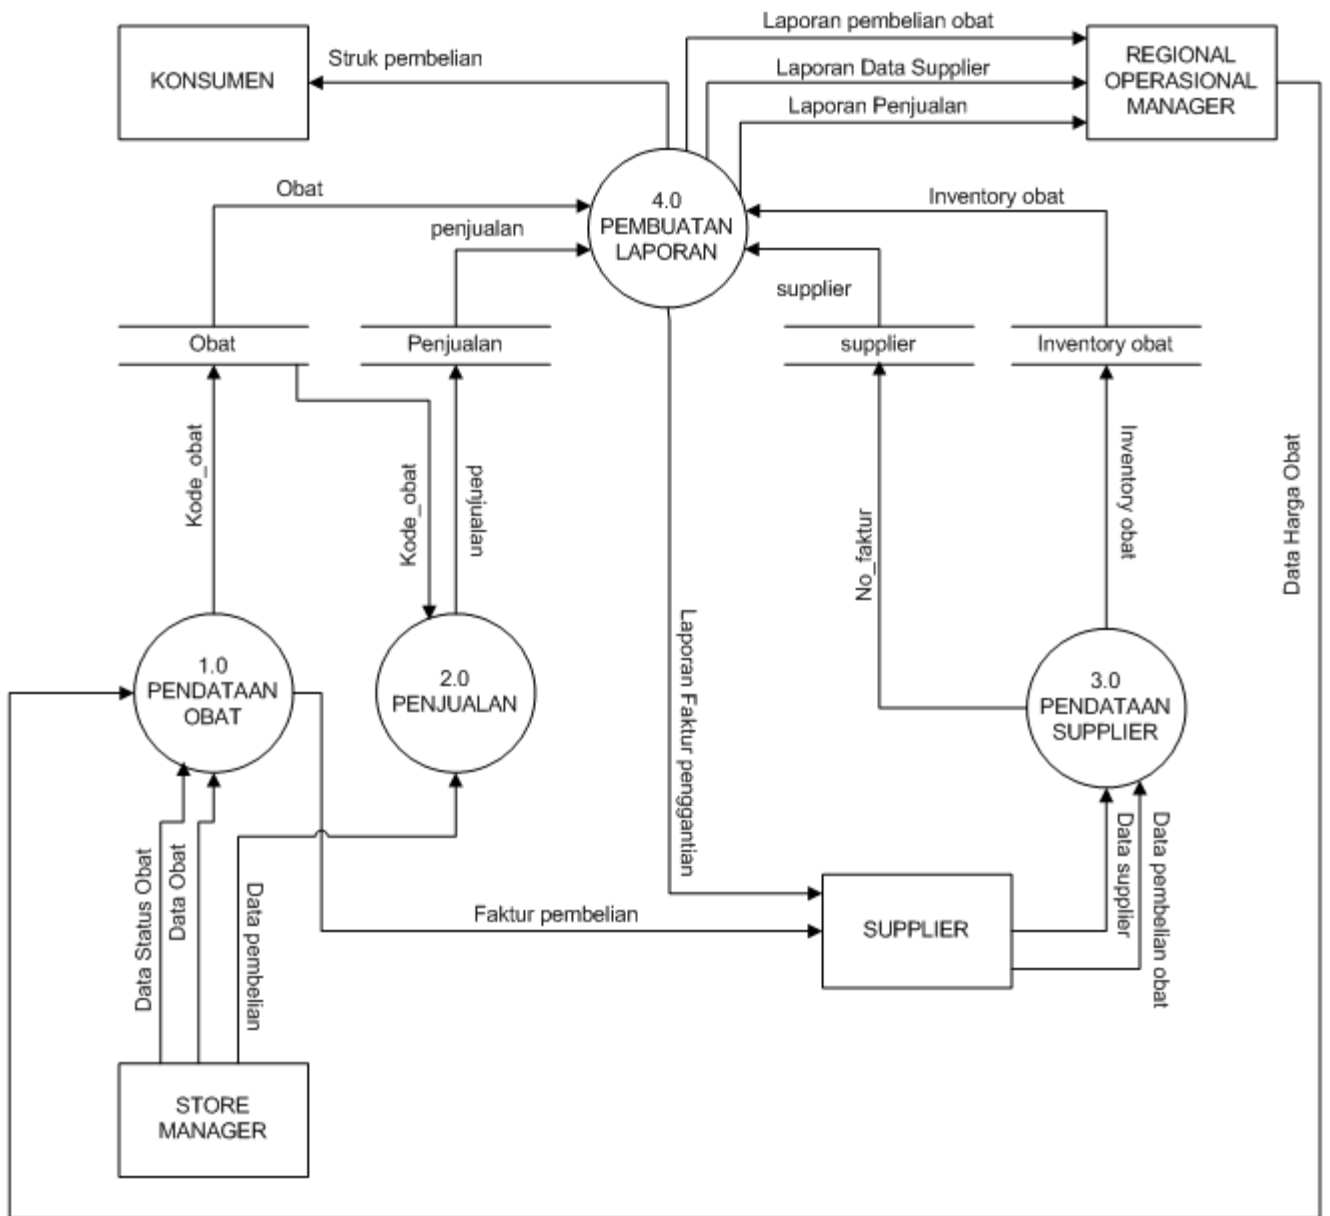 Laporan pembelian obat
Struk pembelian
KONSUMEN
Laporan Data Supplier
REGIONAL
OPERASIONAL
MANAGER
Laporan Penjualan
Obat
penjualan
4.0
PEMBUATAN
LAPORAN
Inventory obat
supplier
Obat
Penjualan
supplier
Inventory obat
Kode_obat
Kode_obat
penjualan
No_faktur
Inventory obat
Data Harga Obat
1.0
PENDATAAN
OBAT
2.0
PENJUALAN
Laporan Faktur penggantian
3.0
PENDATAAN
SUPPLIER
Data Status Obat
Data Obat
Data pembelian
Faktur pembelian
SUPPLIER
Data supplier
Data pembelian obat
STORE
MANAGER